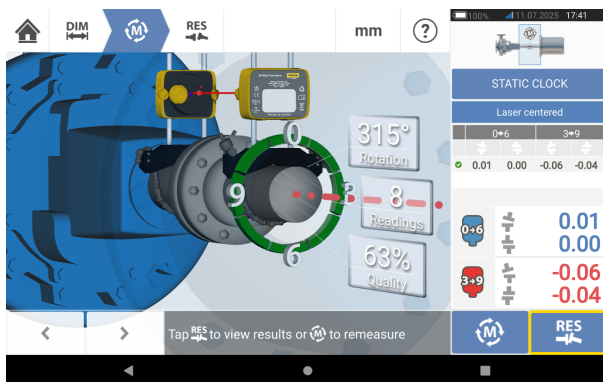 100% 11.07.2025 17:41
DIM
M
RES
mm
?
STATIC CLOCK
Laser centered
0➔6 3➔9
0.01 0.00 -0.06 -0.04
315°
Rotation
8
Readings
63%
Quality
0
3
6
9
0➔6
0.01
0.00
3➔9
-0.06
-0.04
< >
Tap RES to view results or M to remeasure
M
RES